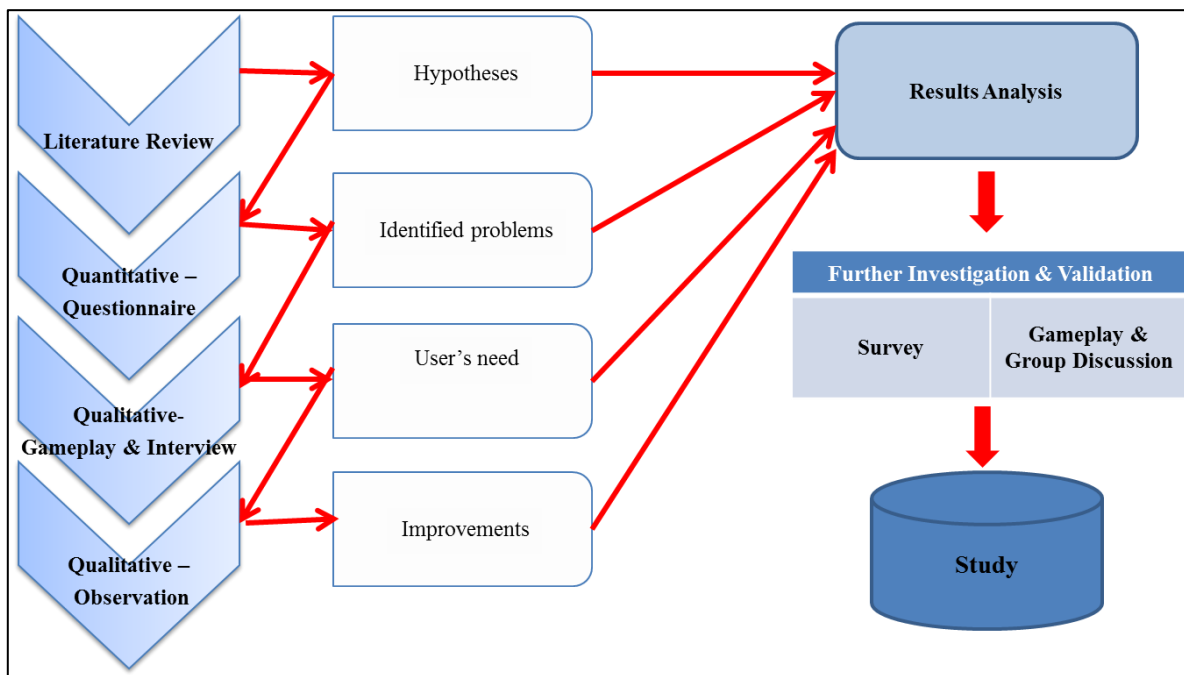 Literature Review
Quantitative –
Questionnaire
Qualitative-
Gameplay & Interview
Qualitative –
Observation
Hypotheses
Identified problems
User’s need
Improvements
Results Analysis
Further Investigation & Validation
Survey
Gameplay &
Group Discussion
Study